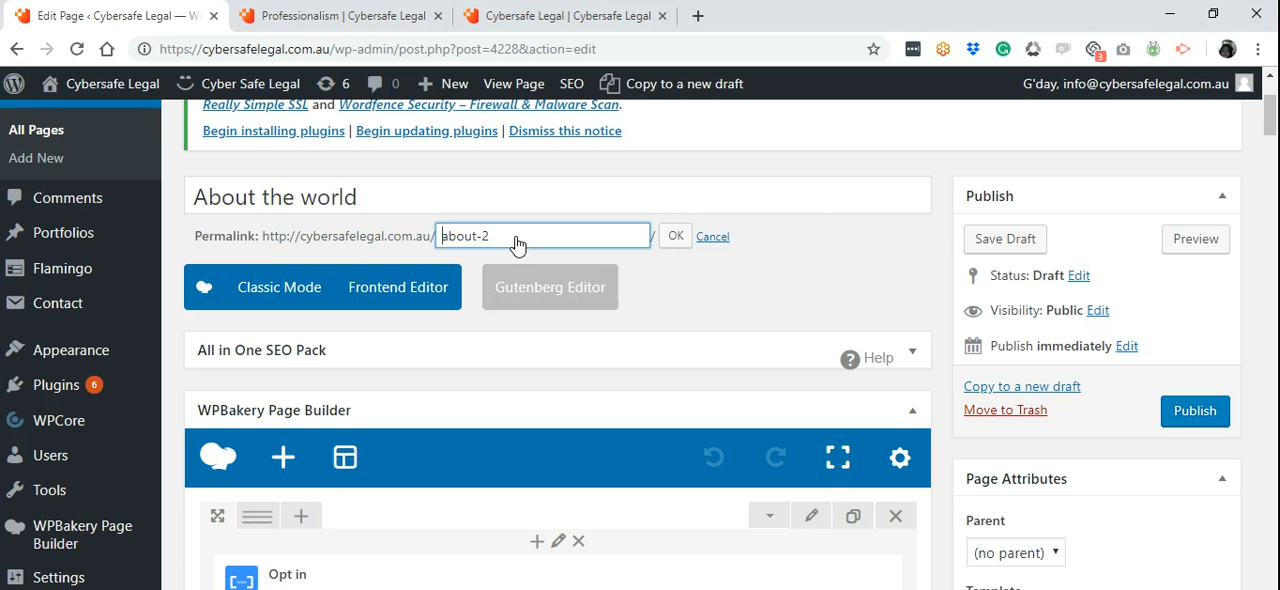 Edit Page ‹ Cybersafe Legal — W
Professionalism | Cybersafe Legal
Cybersafe Legal | Cybersafe Legal
https://cybersafelegal.com.au/wp-admin/post.php?post=4228&action=edit
3
Cybersafe Legal
Cyber Safe Legal
6
0
New
View Page
SEO
Copy to a new draft
G'day, info@cybersafelegal.com.au
All Pages
Add New
Comments
Portfolios
Flamingo
Contact
Appearance
Plugins 6
WPCore
Users
Tools
WPBakery Page
Builder
Settings
Really Simple SSL and Wordfence Security – Firewall & Malware Scan.
Begin installing plugins | Begin updating plugins | Dismiss this notice
About the world
Permalink: http://cybersafelegal.com.au/about-2/ OK Cancel
Classic Mode Frontend Editor Gutenberg Editor
All in One SEO Pack
? Help
WPBakery Page Builder
Opt in
Publish
Save Draft Preview
Status: Draft Edit
Visibility: Public Edit
Publish immediately Edit
Copy to a new draft
Move to Trash
Publish
Page Attributes
Parent
(no parent)